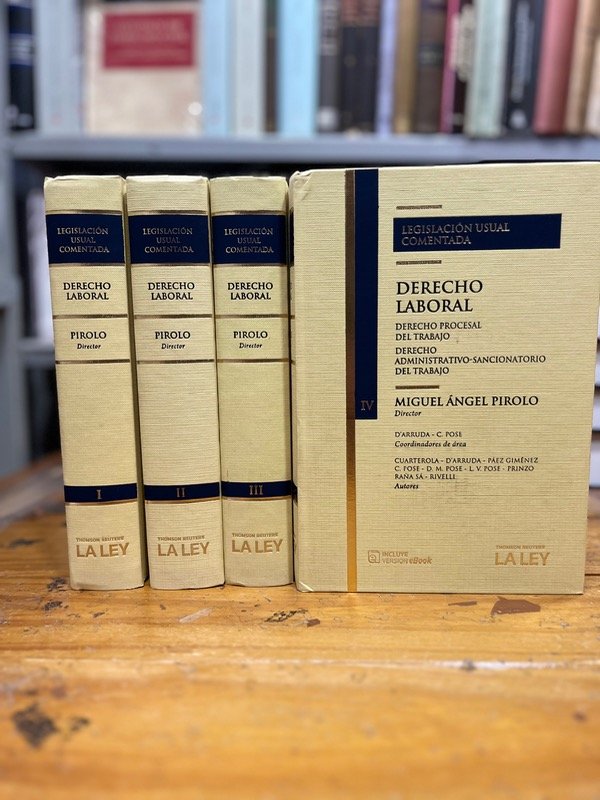 LEGISLACIÓN
USUAL
COMENTADA
DERECHO
LABORAL
PIROLO
Director
I
THOMSON REUTERS
LA LEY
LEGISLACIÓN
USUAL
COMENTADA
DERECHO
LABORAL
PIROLO
Director
II
THOMSON REUTERS
LA LEY
LEGISLACIÓN
USUAL
COMENTADA
DERECHO
LABORAL
PIROLO
Director
III
THOMSON REUTERS
LA LEY
LEGISLACIÓN USUAL
COMENTADA
DERECHO
LABORAL
DERECHO PROCESAL
DEL TRABAJO
DERECHO
ADMINISTRATIVO-SANCIONATORIO
DEL TRABAJO
IV
MIGUEL ÁNGEL PIROLO
Director
D'ARRUDA - C. POSE
Coordinadores de área
CUARTEROLA - D'ARRUDA - PÁEZ GIMÉNEZ
C. POSE - D. M. POSE - L. V. POSE - PRINZO
RAÑA SÁ - RIVELLI
Autores
INCLUYE
VERSIÓN eBook
THOMSON REUTERS
LA LEY